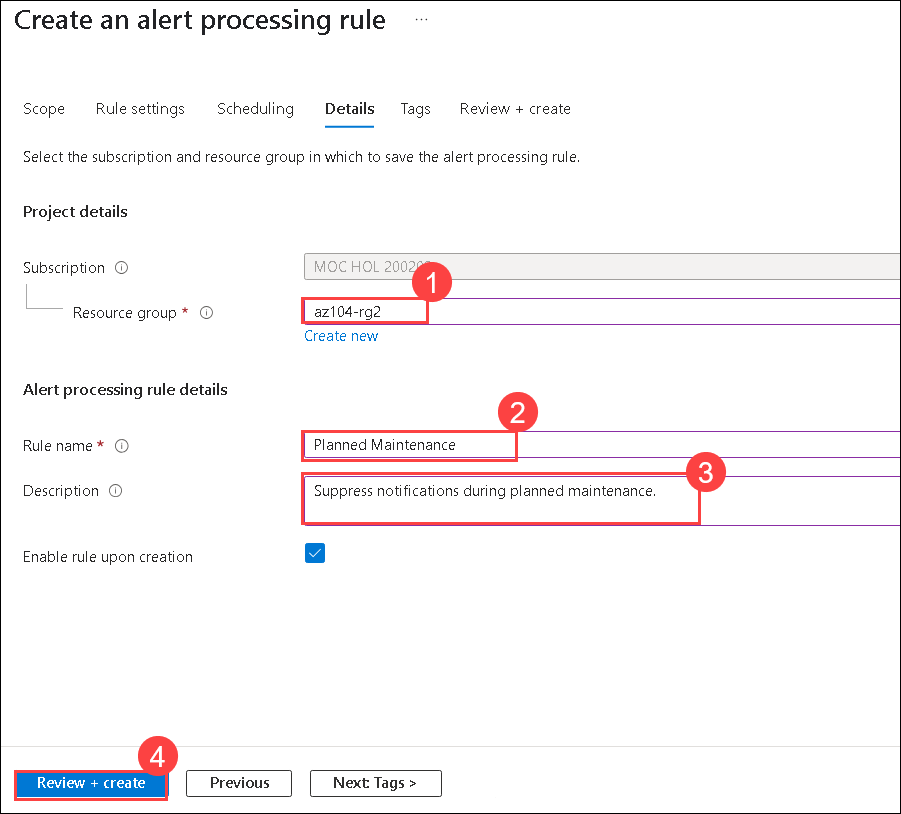 Create an alert processing rule ...
Scope Rule settings Scheduling Details Tags Review + create
Select the subscription and resource group in which to save the alert processing rule.
Project details
Subscription MOC HOL
1
Resource group * az104-rg2
Create new
Alert processing rule details
2
Rule name * Planned Maintenance
3
Description Suppress notifications during planned maintenance.
Enable rule upon creation
4
Review + create Previous Next: Tags >